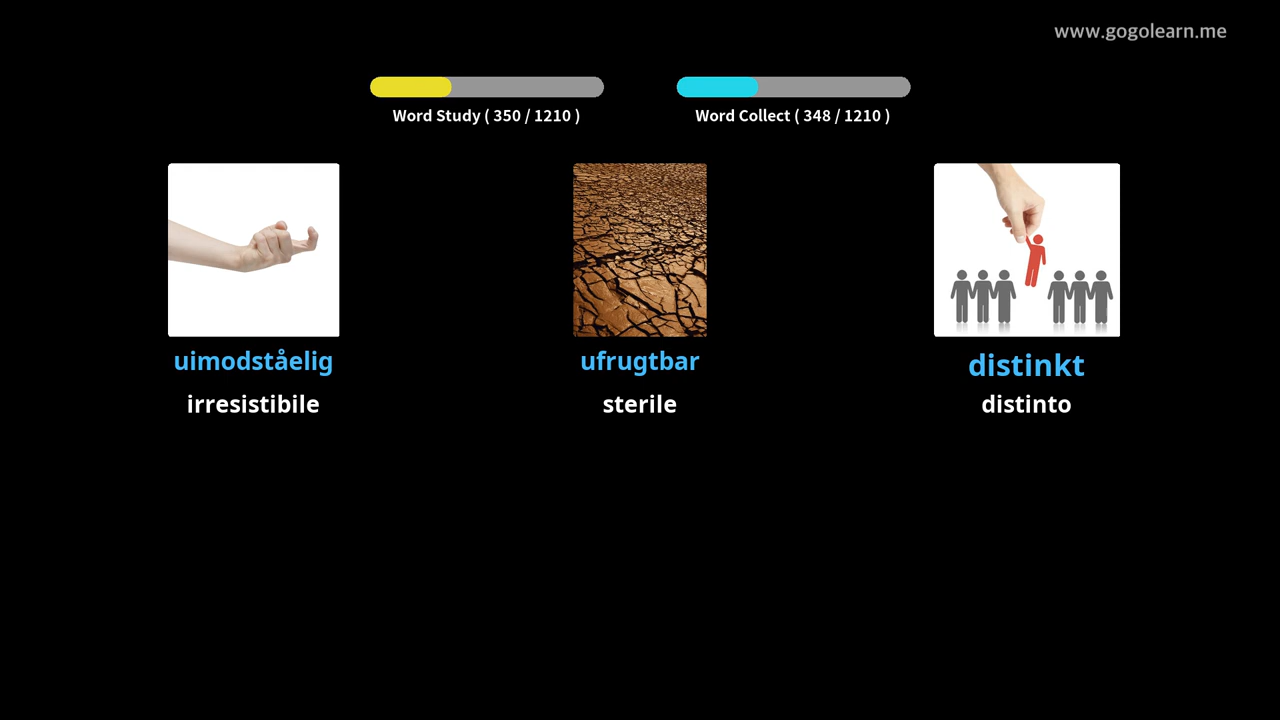 www.gogolearn.me
Word Study ( 350 / 1210 )
Word Collect ( 348 / 1210 )
uimodståelig
ufrugtbar
distinkt
irresistibile
sterile
distinto